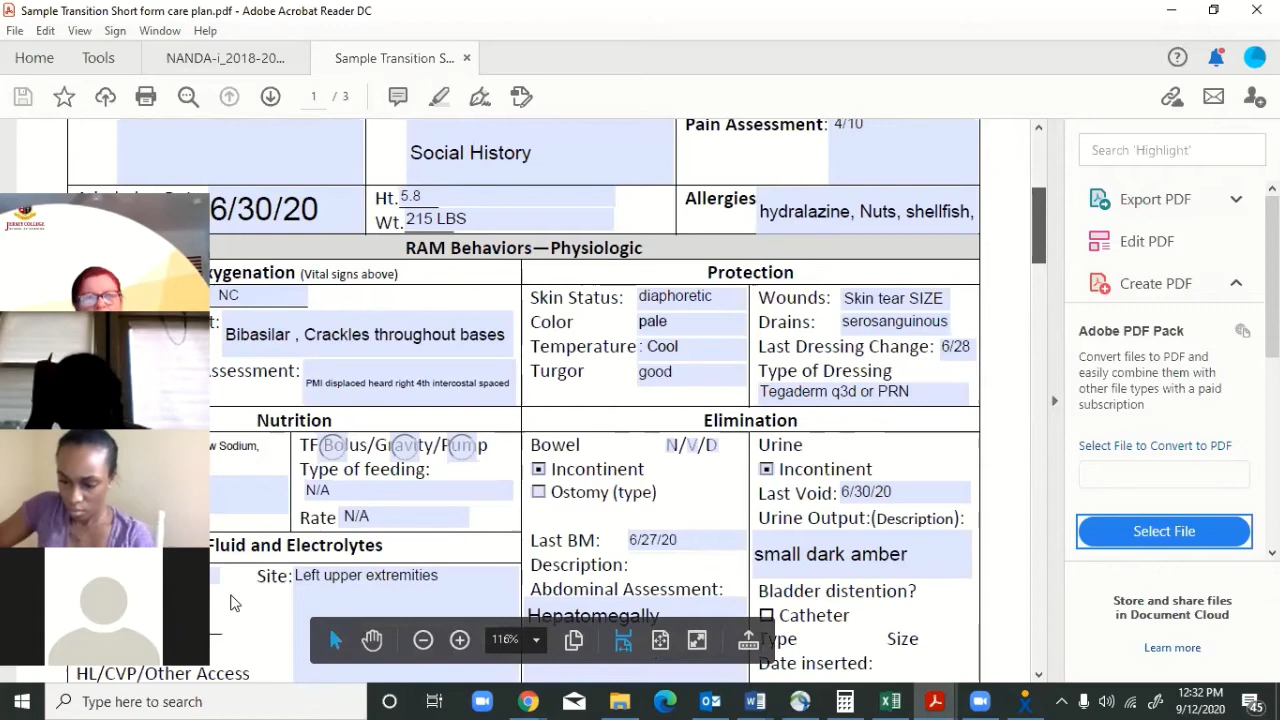 Sample Transition Short form care plan.pdf - Adobe Acrobat Reader DC
File Edit View Sign Window Help
Home Tools NANDA-i_2018-20... Sample Transition S... ×
1 / 3
Pain Assessment: 4/10
Social History
6/30/20
Ht. 5.8
Wt. 215 LBS
Allergies hydralazine, Nuts, shellfish,
RAM Behaviors—Physiologic
xygenation (Vital signs above)
NC
Bibasilar , Crackles throughout bases
ssessment: PMI displaced heard right 4th intercostal spaced
Protection
Skin Status: diaphoretic
Color pale
Temperature: Cool
Turgor good
Wounds: Skin tear SIZE
Drains: serosanguinous
Last Dressing Change: 6/28
Type of Dressing
Tegaderm q3d or PRN
Nutrition
w Sodium,
TF Bolus/Gravity/Pump
Type of feeding:
N/A
Rate N/A
Elimination
Bowel N/V/D
Incontinent
Ostomy (type)
Last BM: 6/27/20
Description:
Abdominal Assessment:
Hepatomegally
Urine
Incontinent
Last Void: 6/30/20
Urine Output:(Description):
small dark amber
Bladder distention?
Catheter
Type Size
Date inserted:
Fluid and Electrolytes
Site: Left upper extremities
HL/CVP/Other Access
116%
JERSEY COLLEGE
Search 'Highlight'
Export PDF
Edit PDF
Create PDF
Adobe PDF Pack
Convert files to PDF and
easily combine them with
other file types with a paid
subscription
Select File to Convert to PDF
Select File
Store and share files
in Document Cloud
Learn more
Type here to search
12:32 PM
9/12/2020
45